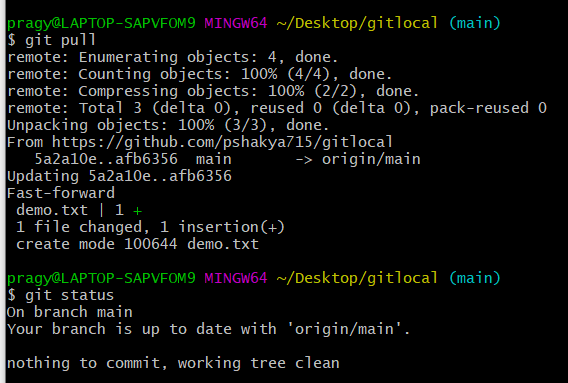 pragy@LAPTOP-SAPVFOM9 MINGW64 ~/Desktop/gitlocal (main)
$ git pull
remote: Enumerating objects: 4, done.
remote: Counting objects: 100% (4/4), done.
remote: Compressing objects: 100% (2/2), done.
remote: Total 3 (delta 0), reused 0 (delta 0), pack-reused 0
Unpacking objects: 100% (3/3), done.
From https://github.com/pshakya715/gitlocal
   5a2a10e..afb6356  main       -> origin/main
Updating 5a2a10e..afb6356
Fast-forward
 demo.txt | 1 +
 1 file changed, 1 insertion(+)
 create mode 100644 demo.txt
pragy@LAPTOP-SAPVFOM9 MINGW64 ~/Desktop/gitlocal (main)
$ git status
On branch main
Your branch is up to date with 'origin/main'.
nothing to commit, working tree clean